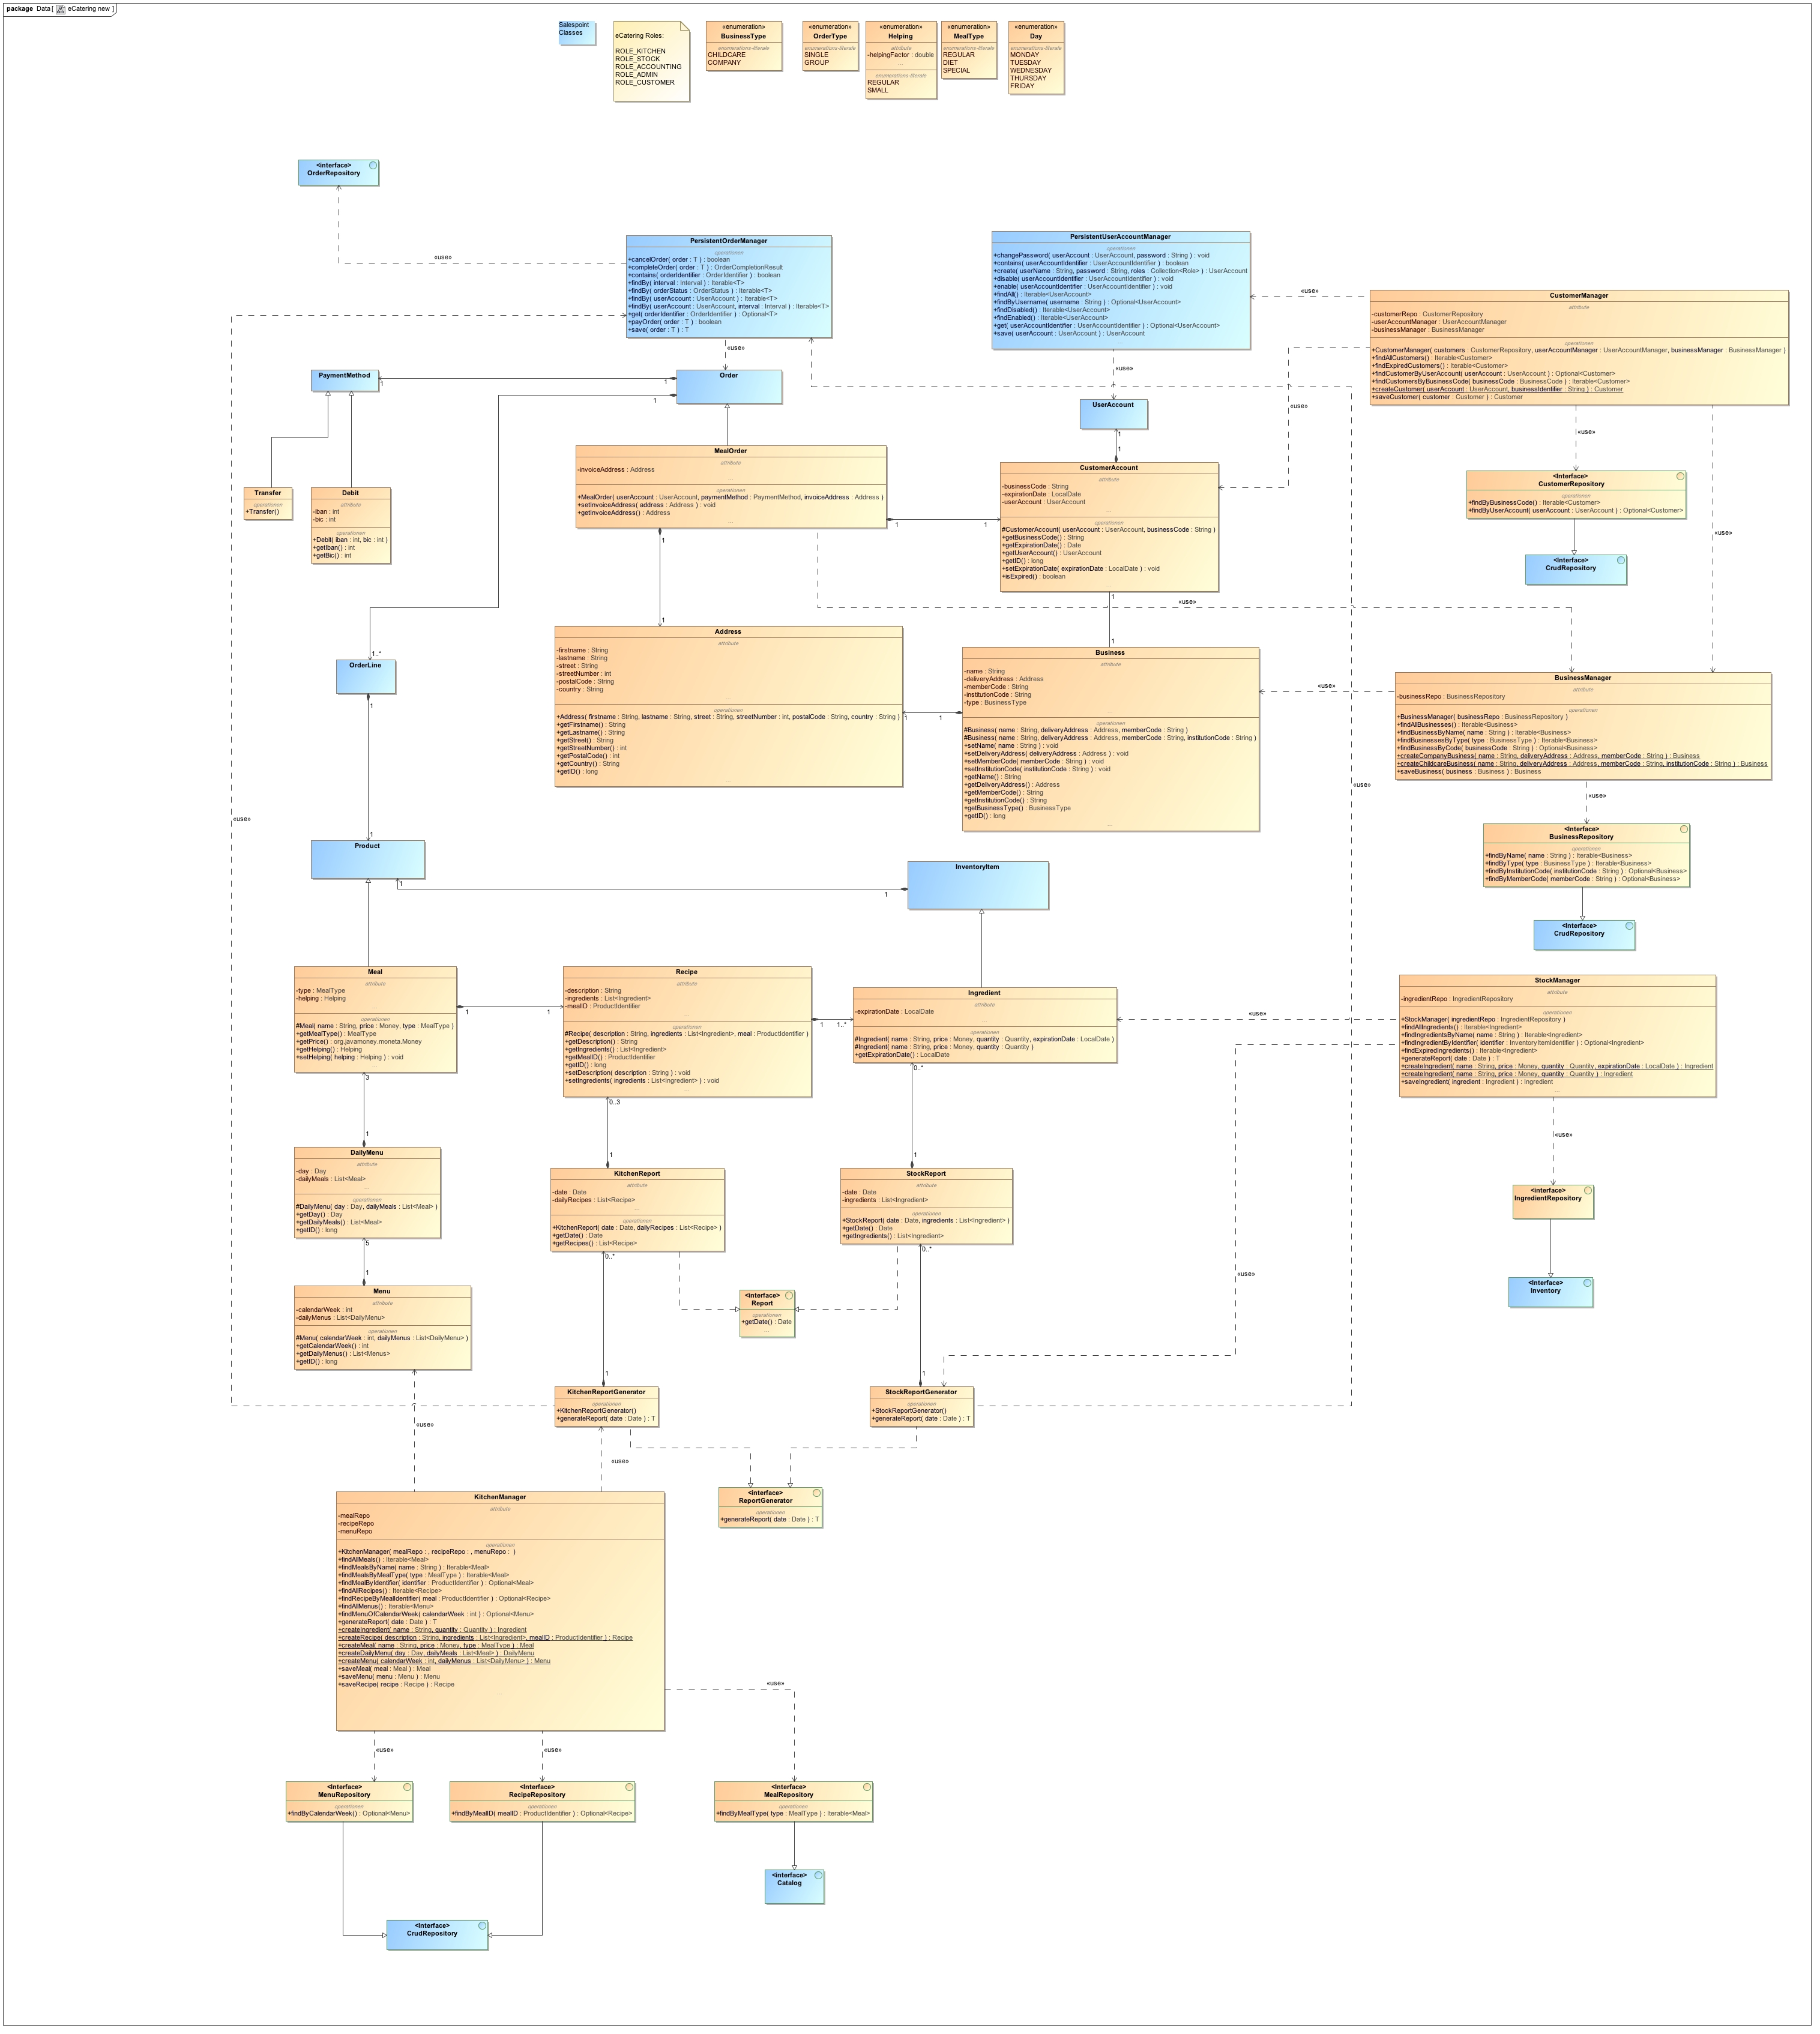 package Data [ eCatering new ]
Salespoint
Classes
eCatering Roles:
ROLE_KITCHEN
ROLE_STOCK
ROLE_ACCOUNTING
ROLE_ADMIN
ROLE_CUSTOMER
«enumeration»
BusinessType
enumerations-literale
CHILDCARE
COMPANY
«enumeration»
OrderType
enumerations-literale
SINGLE
GROUP
«enumeration»
Helping
attribute
-helpingFactor : double
...
enumerations-literale
REGULAR
SMALL
«enumeration»
MealType
enumerations-literale
REGULAR
DIET
SPECIAL
«enumeration»
Day
enumerations-literale
MONDAY
TUESDAY
WEDNESDAY
THURSDAY
FRIDAY
<Interface>
OrderRepository
«use»
PersistentOrderManager
operationen
+cancelOrder( order : T ) : boolean
+completeOrder( order : T ) : OrderCompletionResult
+contains( orderIdentifier : OrderIdentifier ) : boolean
+findBy( interval : Interval ) : Iterable<T>
+findBy( orderStatus : OrderStatus ) : Iterable<T>
+findBy( userAccount : UserAccount ) : Iterable<T>
+findBy( userAccount : UserAccount, interval : Interval ) : Iterable<T>
+get( orderIdentifier : OrderIdentifier ) : Optional<T>
+payOrder( order : T ) : boolean
+save( order : T ) : T
PersistentUserAccountManager
operationen
+changePassword( userAccount : UserAccount, password : String ) : void
+contains( userAccountIdentifier : UserAccountIdentifier ) : boolean
+create( userName : String, password : String, roles : Collection<Role> ) : UserAccount
+disable( userAccountIdentifier : UserAccountIdentifier ) : void
+enable( userAccountIdentifier : UserAccountIdentifier ) : void
+findAll() : Iterable<UserAccount>
+findByUsername( username : String ) : Optional<UserAccount>
+findDisabled() : Iterable<UserAccount>
+findEnabled() : Iterable<UserAccount>
+get( userAccountIdentifier : UserAccountIdentifier ) : Optional<UserAccount>
+save( userAccount : UserAccount ) : UserAccount
...
«use»
CustomerManager
attribute
-customerRepo : CustomerRepository
-userAccountManager : UserAccountManager
-businessManager : BusinessManager
operationen
+CustomerManager( customers : CustomerRepository, userAccountManager : UserAccountManager, businessManager : BusinessManager )
+findAllCustomers() : Iterable<Customer>
+findExpiredCustomers() : Iterable<Customer>
+findCustomerByUserAccount( userAccount : UserAccount ) : Optional<Customer>
+findCustomersByBusinessCode( businessCode : BusinessCode ) : Iterable<Customer>
+createCustomer( userAccount : UserAccount, businessIdentifier : String ) : Customer
+saveCustomer( customer : Customer ) : Customer
«use»
«use»
«use»
«use»
«use»
PaymentMethod
1
1
Order
1
UserAccount
1
1
Transfer
operationen
+Transfer()
Debit
attribute
-iban : int
-bic : int
operationen
+Debit( iban : int, bic : int )
+getIban() : int
+getBic() : int
MealOrder
attribute
-invoiceAddress : Address
...
operationen
+MealOrder( userAccount : UserAccount, paymentMethod : PaymentMethod, invoiceAddress : Address )
+setInvoiceAddress( address : Address ) : void
+getInvoiceAddress() : Address
...
1
1
1
CustomerAccount
attribute
-businessCode : String
-expirationDate : LocalDate
-userAccount : UserAccount
...
operationen
#CustomerAccount( userAccount : UserAccount, businessCode : String )
+getBusinessCode() : String
+getExpirationDate() : Date
+getUserAccount() : UserAccount
+getID() : long
+setExpirationDate( expirationDate : LocalDate ) : void
+isExpired() : boolean
...
<Interface>
CustomerRepository
operationen
+findByBusinessCode() : Iterable<Customer>
+findByUserAccount( userAccount : UserAccount ) : Optional<Customer>
<Interface>
CrudRepository
«use»
1
1
1
Address
attribute
-firstname : String
-lastname : String
-street : String
-streetNumber : int
-postalCode : String
-country : String
...
operationen
+Address( firstname : String, lastname : String, street : String, streetNumber : int, postalCode : String, country : String )
+getFirstname() : String
+getLastname() : String
+getStreet() : String
+getStreetNumber() : int
+getPostalCode() : int
+getCountry() : String
+getID() : long
1
1
Business
attribute
-name : String
-deliveryAddress : Address
-memberCode : String
-institutionCode : String
-type : BusinessType
...
operationen
#Business( name : String, deliveryAddress : Address, memberCode : String )
#Business( name : String, deliveryAddress : Address, memberCode : String, institutionCode : String )
+setName( name : String ) : void
+setDeliveryAddress( deliveryAddress : Address ) : void
+setMemberCode( memberCode : String ) : void
+setInstitutionCode( institutionCode : String ) : void
+getName() : String
+getDeliveryAddress() : Address
+getMemberCode() : String
+getInstitutionCode() : String
+getBusinessType() : BusinessType
+getID() : long
...
«use»
BusinessManager
attribute
-businessRepo : BusinessRepository
operationen
+BusinessManager( businessRepo : BusinessRepository )
+findAllBusinesses() : Iterable<Business>
+findBusinessByName( name : String ) : Iterable<Business>
+findBusinessesByType( type : BusinessType ) : Iterable<Business>
+findBusinessByCode( businessCode : String ) : Optional<Business>
+createCompanyBusiness( name : String, deliveryAddress : Address, memberCode : String ) : Business
+createChildcareBusiness( name : String, deliveryAddress : Address, memberCode : String, institutionCode : String ) : Business
+saveBusiness( business : Business ) : Business
1..*
OrderLine
1
1
«use»
«use»
«use»
<Interface>
BusinessRepository
operationen
+findByName( name : String ) : Iterable<Business>
+findByType( type : BusinessType ) : Iterable<Business>
+findByInstitutionCode( institutionCode : String ) : Optional<Business>
+findByMemberCode( memberCode : String ) : Optional<Business>
<Interface>
CrudRepository
Product
1
1
InventoryItem
Meal
attribute
-type : MealType
-helping : Helping
...
operationen
#Meal( name : String, price : Money, type : MealType )
+getMealType() : MealType
+getPrice() : org.javamoney.moneta.Money
+getHelping() : Helping
+setHelping( helping : Helping ) : void
...
1
1
Recipe
attribute
-description : String
-ingredients : List<Ingredient>
-mealID : ProductIdentifier
operationen
#Recipe( description : String, ingredients : List<Ingredient>, meal : ProductIdentifier )
+getDescription() : String
+getIngredients() : List<Ingredient>
+getMealID() : ProductIdentifier
+getID() : long
+setDescription( description : String ) : void
+setIngredients( ingredients : List<Ingredient> ) : void
...
1
1..*
Ingredient
attribute
-expirationDate : LocalDate
...
operationen
#Ingredient( name : String, price : Money, quantity : Quantity, expirationDate : LocalDate )
#Ingredient( name : String, price : Money, quantity : Quantity )
+getExpirationDate() : LocalDate
«use»
StockManager
attribute
-ingredientRepo : IngredientRepository
operationen
+StockManager( ingredientRepo : IngredientRepository )
+findAllIngredients() : Iterable<Ingredient>
+findIngredientsByName( name : String ) : Iterable<Ingredient>
+findIngredientByIdentifier( identifier : InventoryItemIdentifier ) : Optional<Ingredient>
+findExpiredIngredients() : Iterable<Ingredient>
+generateReport( date : Date ) : T
+createIngredient( name : String, price : Money, quantity : Quantity, expirationDate : LocalDate ) : Ingredient
+createIngredient( name : String, price : Money, quantity : Quantity ) : Ingredient
+saveIngredient( ingredient : Ingredient ) : Ingredient
...
3
1
0..3
1
0..*
1
«use»
DailyMenu
attribute
-day : Day
-dailyMeals : List<Meal>
...
operationen
#DailyMenu( day : Day, dailyMeals : List<Meal> )
+getDay() : Day
+getDailyMeals() : List<Meal>
+getID() : long
KitchenReport
attribute
-date : Date
-dailyRecipes : List<Recipe>
...
operationen
+KitchenReport( date : Date, dailyRecipes : List<Recipe> )
+getDate() : Date
+getRecipes() : List<Recipe>
StockReport
attribute
-date : Date
-ingredients : List<Ingredient>
...
operationen
+StockReport( date : Date, ingredients : List<Ingredient> )
+getDate() : Date
+getIngredients() : List<Ingredient>
<Interface>
IngredientRepository
<Interface>
Inventory
5
1
0..*
0..*
«use»
Menu
attribute
-calendarWeek : int
-dailyMenus : List<DailyMenu>
operationen
#Menu( calendarWeek : int, dailyMenus : List<DailyMenu> )
+getCalendarWeek() : int
+getDailyMenus() : List<Menus>
+getID() : long
<Interface>
Report
operationen
+getDate() : Date
...
1
1
KitchenReportGenerator
operationen
+KitchenReportGenerator()
+generateReport( date : Date ) : T
StockReportGenerator
operationen
+StockReportGenerator()
+generateReport( date : Date ) : T
«use»
«use»
<Interface>
ReportGenerator
operationen
+generateReport( date : Date ) : T
KitchenManager
attribute
-mealRepo
-recipeRepo
-menuRepo
operationen
+KitchenManager( mealRepo : , recipeRepo : , menuRepo : )
+findAllMeals() : Iterable<Meal>
+findMealsByName( name : String ) : Iterable<Meal>
+findMealsByMealType( type : MealType ) : Iterable<Meal>
+findMealByIdentifier( identifier : ProductIdentifier ) : Optional<Meal>
+findAllRecipes() : Iterable<Recipe>
+findRecipeByMealIdentifier( meal : ProductIdentifier ) : Optional<Recipe>
+findAllMenus() : Iterable<Menu>
+findMenuOfCalendarWeek( calendarWeek : int ) : Optional<Menu>
+generateReport( date : Date ) : T
+createIngredient( name : String, quantity : Quantity ) : Ingredient
+createRecipe( description : String, ingredients : List<Ingredient>, mealID : ProductIdentifier ) : Recipe
+createMeal( name : String, price : Money, type : MealType ) : Meal
+createDailyMenu( day : Day, dailyMeals : List<Meal> ) : DailyMenu
+createMenu( calendarWeek : int, dailyMenus : List<DailyMenu> ) : Menu
+saveMeal( meal : Meal ) : Meal
+saveMenu( menu : Menu ) : Menu
+saveRecipe( recipe : Recipe ) : Recipe
...
«use»
«use»
«use»
<Interface>
MenuRepository
operationen
+findByCalendarWeek() : Optional<Menu>
<Interface>
RecipeRepository
operationen
+findByMealID( mealID : ProductIdentifier ) : Optional<Recipe>
<Interface>
MealRepository
operationen
+findByMealType( type : MealType ) : Iterable<Meal>
<Interface>
Catalog
<Interface>
CrudRepository